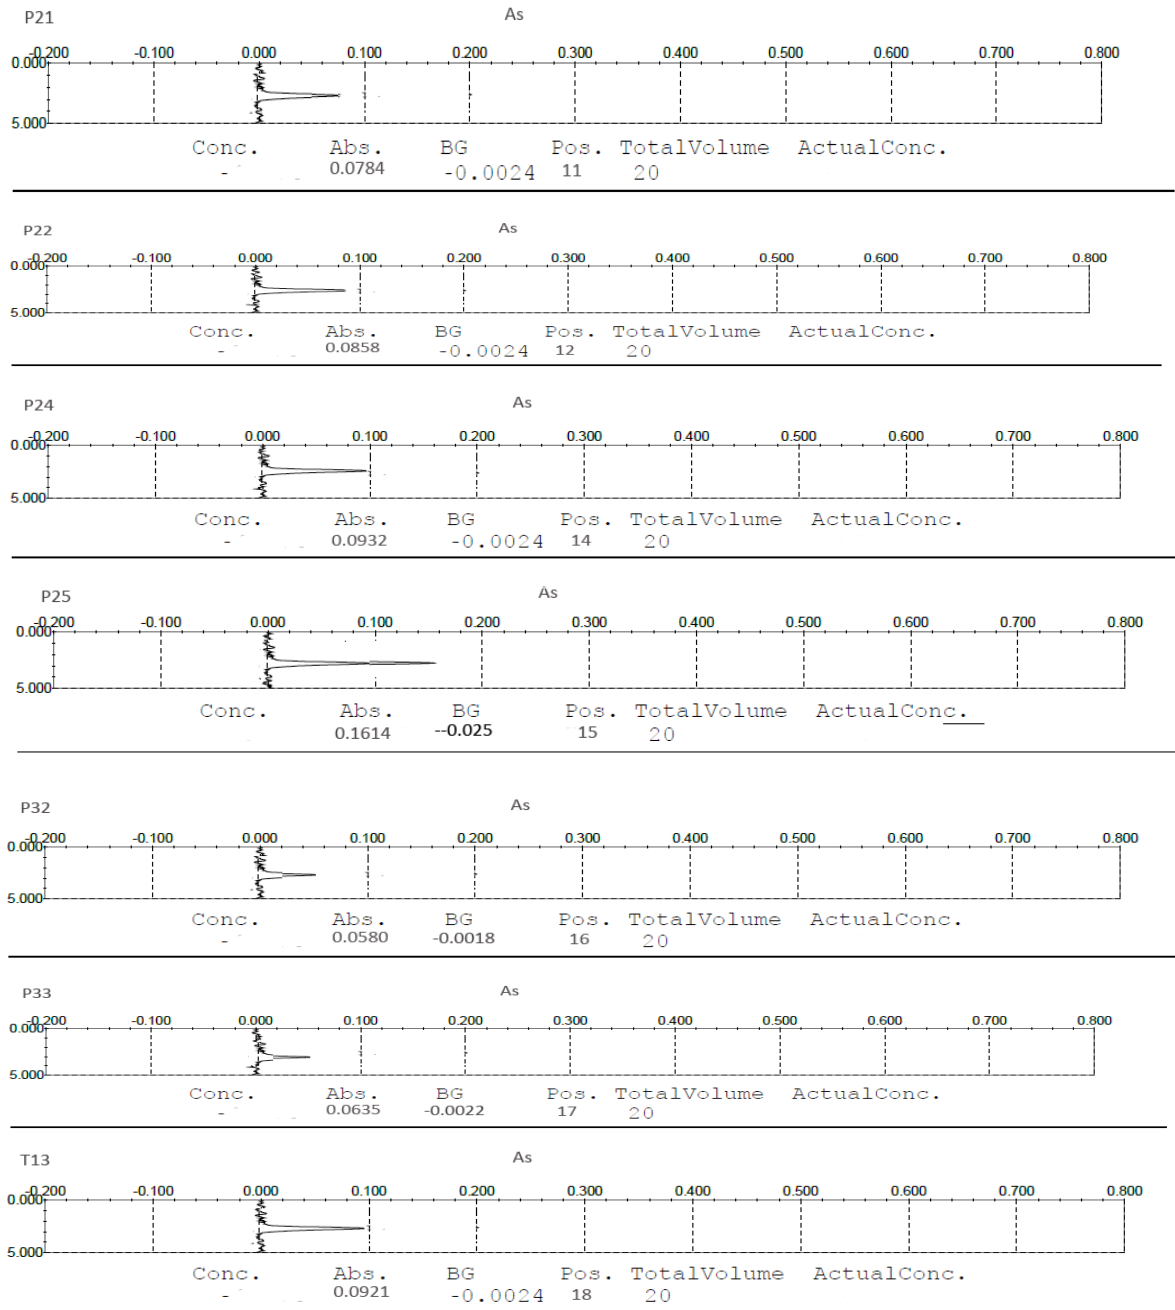 P21 As
-0.200 -0.100 0.000 0.100 0.200 0.300 0.400 0.500 0.600 0.700 0.800
0.000
5.000
Conc. Abs. BG Pos. TotalVolume ActualConc.
- 0.0784 -0.0024 11 20
P22 As
-0.200 -0.100 0.000 0.100 0.200 0.300 0.400 0.500 0.600 0.700 0.800
0.000
5.000
Conc. Abs. BG Pos. TotalVolume ActualConc.
- 0.0858 -0.0024 12 20
P24 As
-0.200 -0.100 0.000 0.100 0.200 0.300 0.400 0.500 0.600 0.700 0.800
0.000
5.000
Conc. Abs. BG Pos. TotalVolume ActualConc.
- 0.0932 -0.0024 14 20
P25 As
-0.200 -0.100 0.000 0.100 0.200 0.300 0.400 0.500 0.600 0.700 0.800
0.000
5.000
Conc. Abs. BG Pos. TotalVolume ActualConc.
0.1614 --0.025 15 20
P32 As
-0.200 -0.100 0.000 0.100 0.200 0.300 0.400 0.500 0.600 0.700 0.800
0.000
5.000
Conc. Abs. BG Pos. TotalVolume ActualConc.
- 0.0580 -0.0018 16 20
P33 As
-0.200 -0.100 0.000 0.100 0.200 0.300 0.400 0.500 0.600 0.700 0.800
0.000
5.000
Conc. Abs. BG Pos. TotalVolume ActualConc.
- 0.0635 -0.0022 17 20
T13 As
-0.200 -0.100 0.000 0.100 0.200 0.300 0.400 0.500 0.600 0.700 0.800
0.000
5.000
Conc. Abs. BG Pos. TotalVolume ActualConc.
- 0.0921 -0.0024 18 20